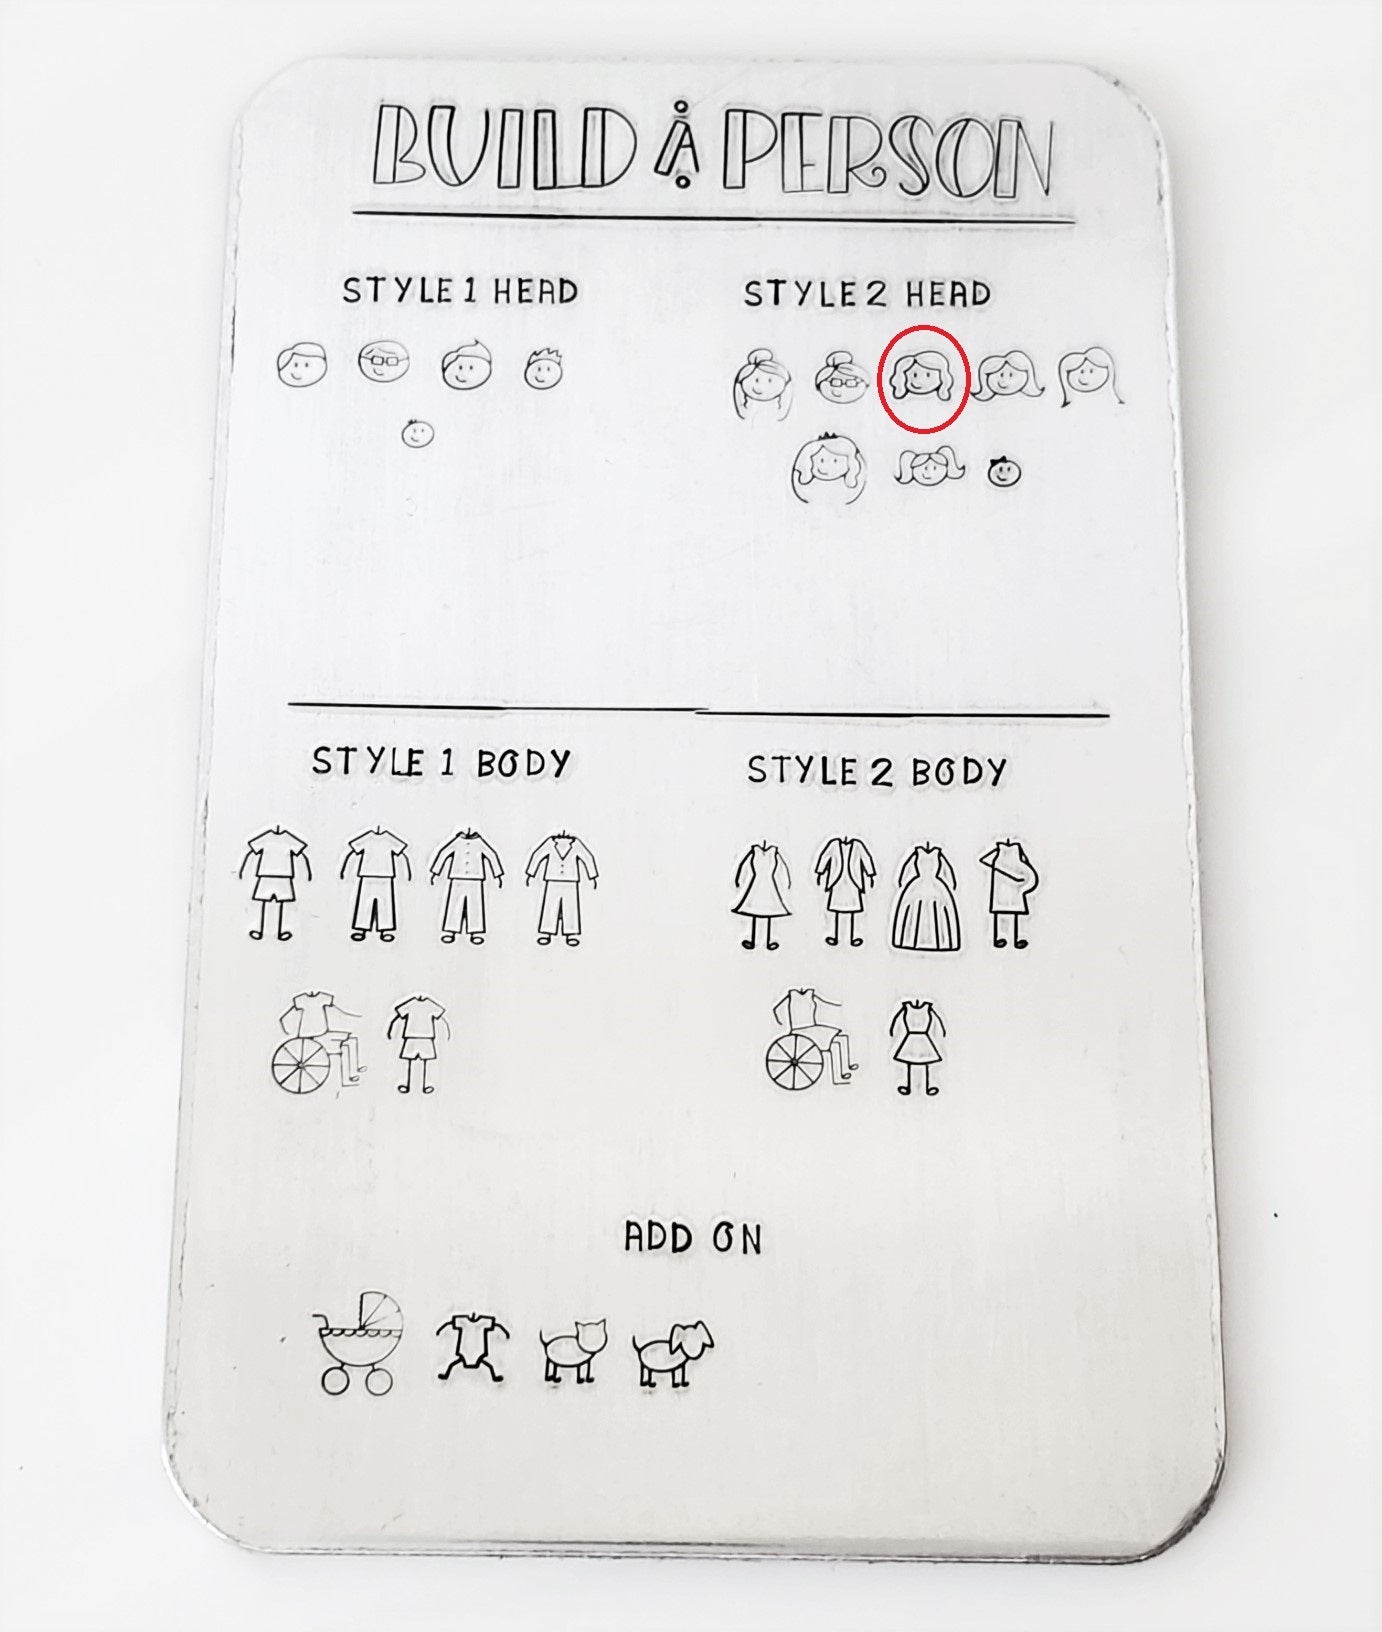 BUILD A PERSON
STYLE 1 HEAD
STYLE 2 HEAD
STYLE 1 BODY
STYLE 2 BODY
ADD ON